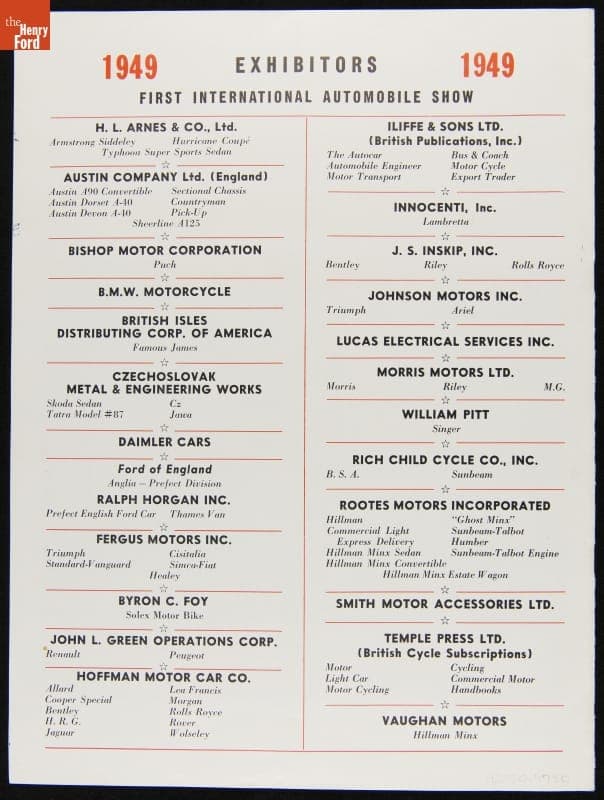 the
Henry
Ford
1949 EXHIBITORS 1949
FIRST INTERNATIONAL AUTOMOBILE SHOW
H. L. ARNES & CO., Ltd.
Armstrong Siddeley Hurricane Coupé
Typhoon Super Sports Sedan
AUSTIN COMPANY Ltd. (England)
Austin A90 Convertible Sectional Chassis
Austin Dorset A-40 Countryman
Austin Devon A-40 Pick-Up
Sheerline A125
BISHOP MOTOR CORPORATION
Puch
B.M.W. MOTORCYCLE
BRITISH ISLES
DISTRIBUTING CORP. OF AMERICA
Famous James
CZECHOSLOVAK
METAL & ENGINEERING WORKS
Skoda Sedan Cz
Tatra Model #87 Jawa
DAIMLER CARS
Ford of England
Anglia – Prefect Division
RALPH HORGAN INC.
Prefect English Ford Car Thames Van
FERGUS MOTORS INC.
Triumph Cisitalia
Standard-Vanguard Simca-Fiat
Healey
BYRON C. FOY
Solex Motor Bike
JOHN L. GREEN OPERATIONS CORP.
Renault Peugeot
HOFFMAN MOTOR CAR CO.
Allard Lea Francis
Cooper Special Morgan
Bentley Rolls Royce
H. R. G. Rover
Jaguar Wolseley
ILIFFE & SONS LTD.
(British Publications, Inc.)
The Autocar Bus & Coach
Automobile Engineer Motor Cycle
Motor Transport Export Trader
INNOCENTI, Inc.
Lambretta
J. S. INSKIP, INC.
Bentley Riley Rolls Royce
JOHNSON MOTORS INC.
Triumph Ariel
LUCAS ELECTRICAL SERVICES INC.
MORRIS MOTORS LTD.
Morris Riley M.G.
WILLIAM PITT
Singer
RICH CHILD CYCLE CO., INC.
B. S. A. Sunbeam
ROOTES MOTORS INCORPORATED
Hillman "Ghost Minx"
Commercial Light Sunbeam-Talbot
Express Delivery Humber
Hillman Minx Sedan Sunbeam-Talbot Engine
Hillman Minx Convertible
Hillman Minx Estate Wagon
SMITH MOTOR ACCESSORIES LTD.
TEMPLE PRESS LTD.
(British Cycle Subscriptions)
Motor Cycling
Light Car Commercial Motor
Motor Cycling Handbooks
VAUGHAN MOTORS
Hillman Minx